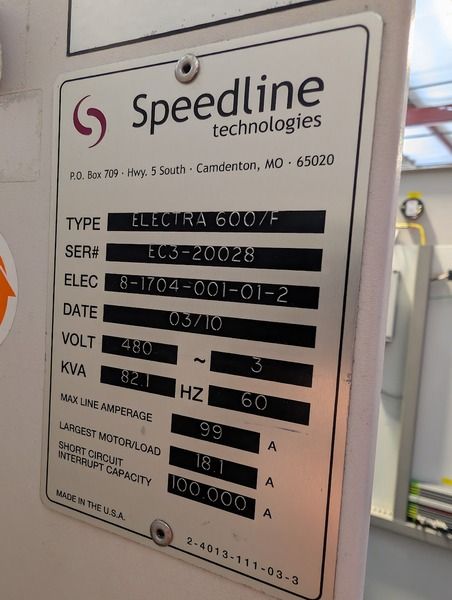 Speedline
technologies
P.O. Box 709 · Hwy. 5 South · Camdenton, MO · 65020
TYPE ELECTRA 600/F
SER# EC3-20028
ELEC 8-1704-001-01-2
DATE 03/10
VOLT 480 ~ 3
KVA 82.1 HZ 60
MAX LINE AMPERAGE 99 A
LARGEST MOTOR/LOAD 18.1 A
SHORT CIRCUIT
INTERRUPT CAPACITY 100.000 A
MADE IN THE U.S.A.
2-4013-111-03-3